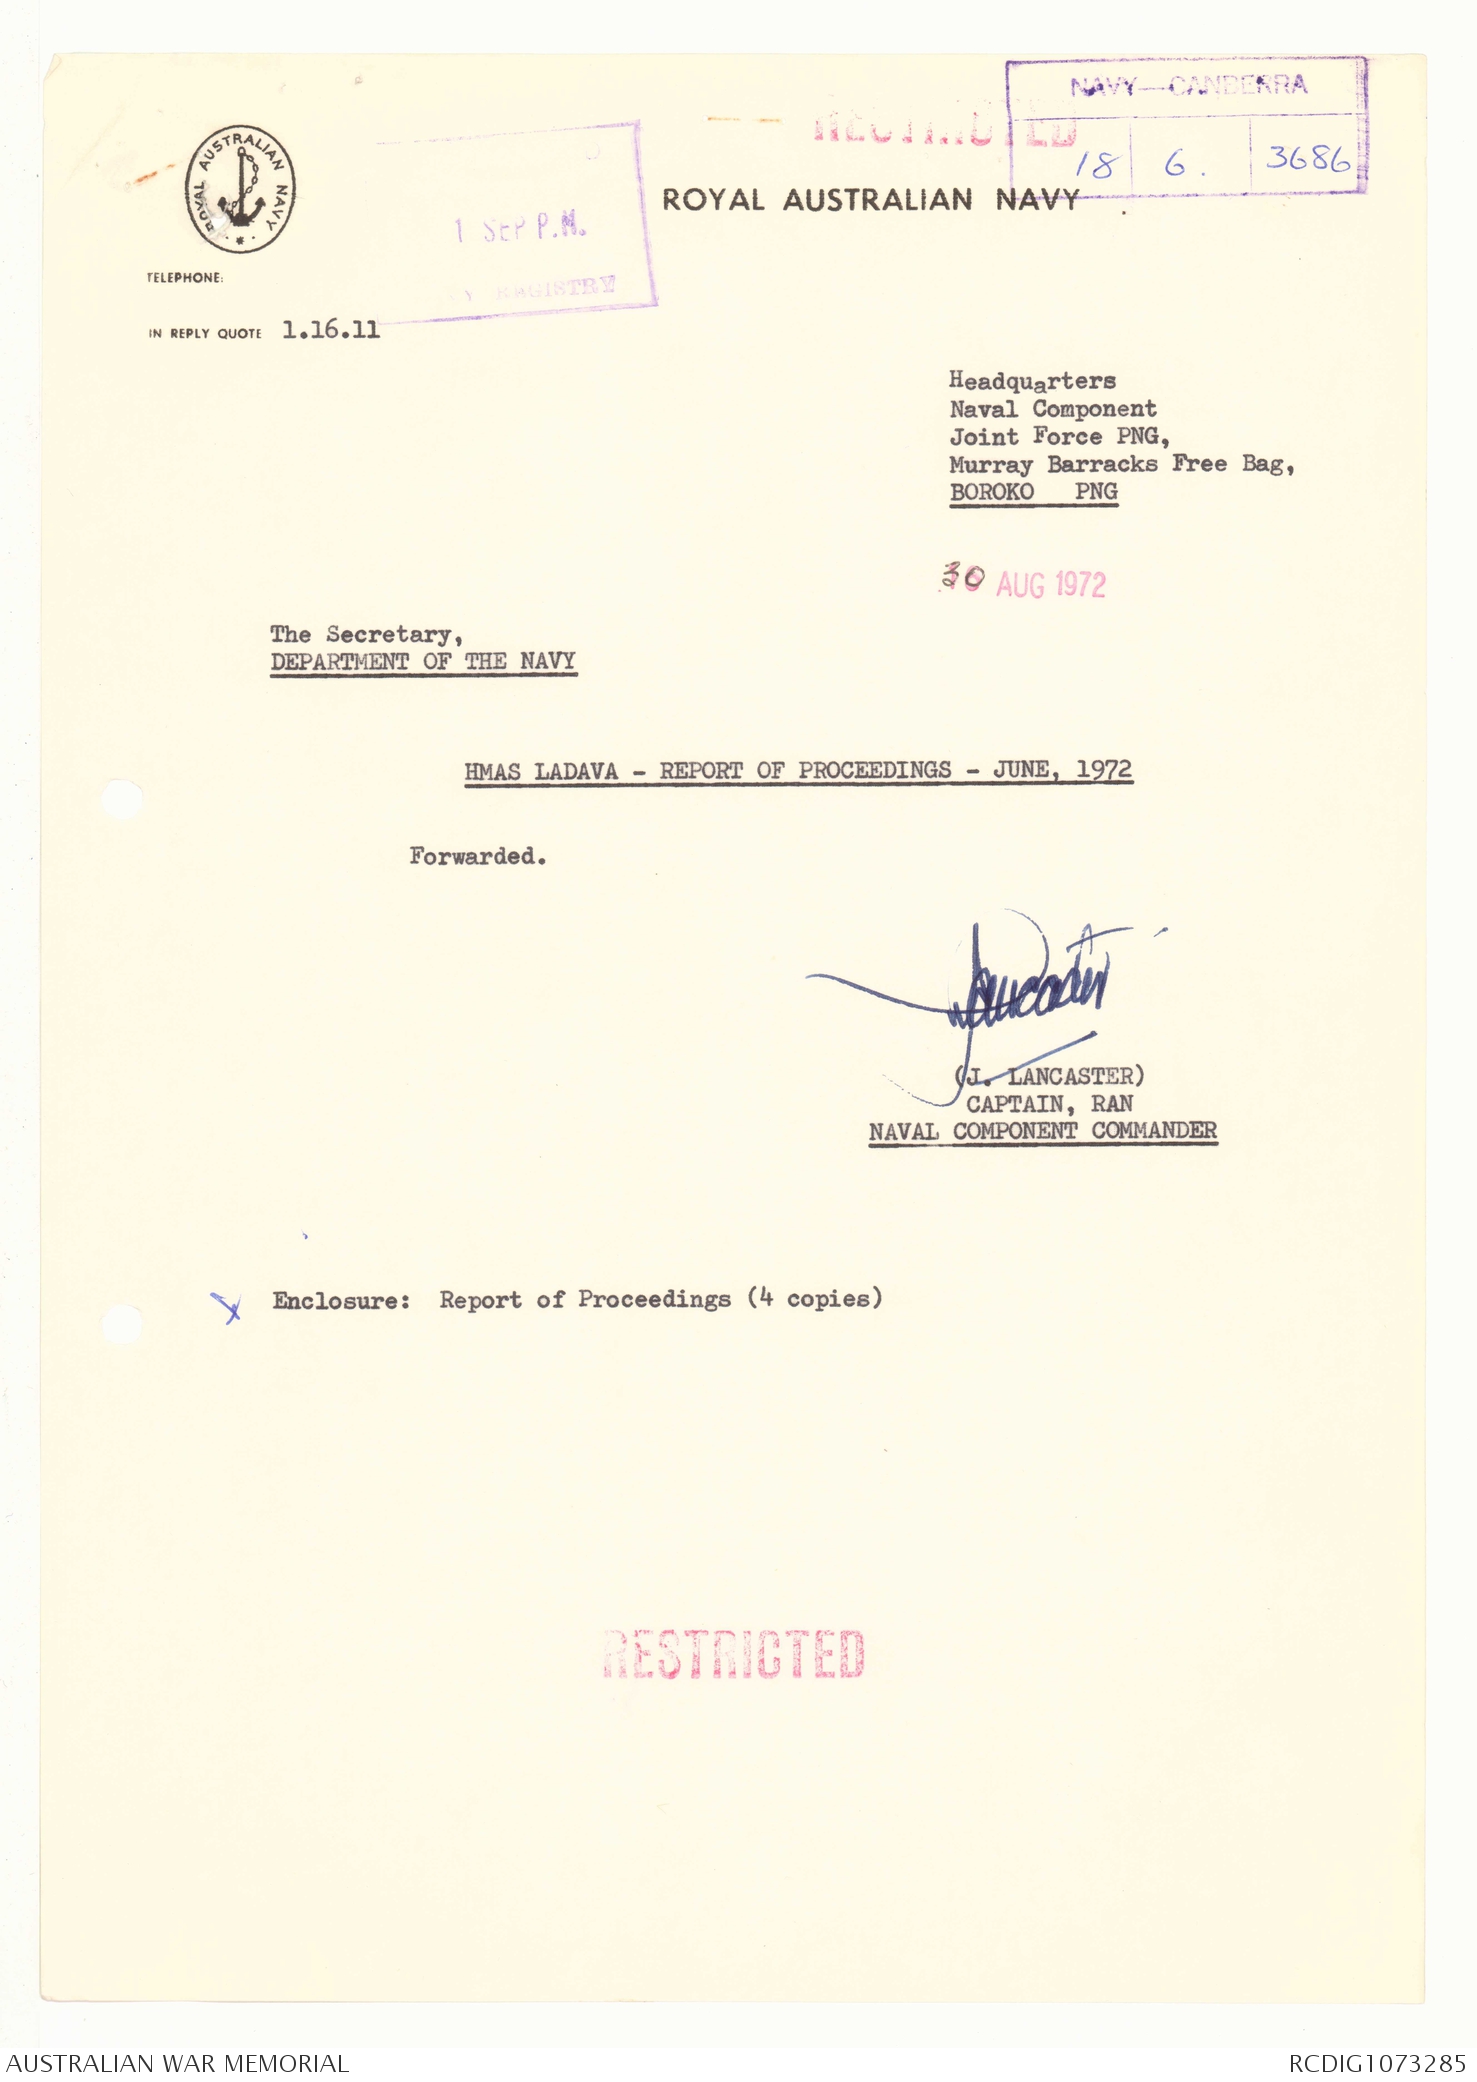 NAVY—CANBERRA
RESTRICTED
18 6. 3686
ROYAL AUSTRALIAN NAVY
ROYAL AUSTRALIAN NAVY
1 SEP P.M.
REGISTRY
TELEPHONE:
IN REPLY QUOTE 1.16.11
Headquarters
Naval Component
Joint Force PNG,
Murray Barracks Free Bag,
BOROKO PNG
30 AUG 1972
The Secretary,
DEPARTMENT OF THE NAVY
HMAS LADAVA - REPORT OF PROCEEDINGS - JUNE, 1972
Forwarded.
Lancaster
(J. LANCASTER)
CAPTAIN, RAN
NAVAL COMPONENT COMMANDER
Enclosure: Report of Proceedings (4 copies)
RESTRICTED
AUSTRALIAN WAR MEMORIAL
RCDIG1073285